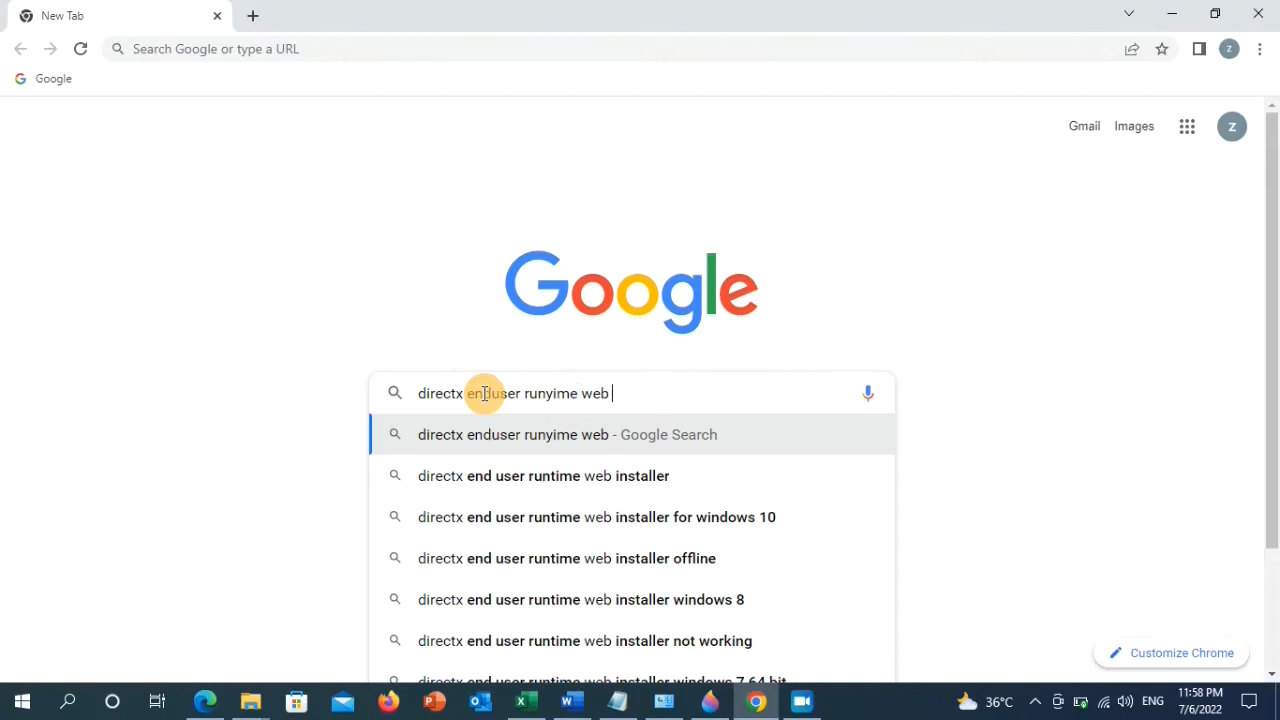 New Tab
Search Google or type a URL
z
Google
Gmail Images z
Google
directx enduser runyime web
directx enduser runyime web - Google Search
directx end user runtime web installer
directx end user runtime web installer for windows 10
directx end user runtime web installer offline
directx end user runtime web installer windows 8
directx end user runtime web installer not working
directx end user runtime web installer windows 7 64 bit
Customize Chrome
36°C ENG 11:58 PM
7/6/2022